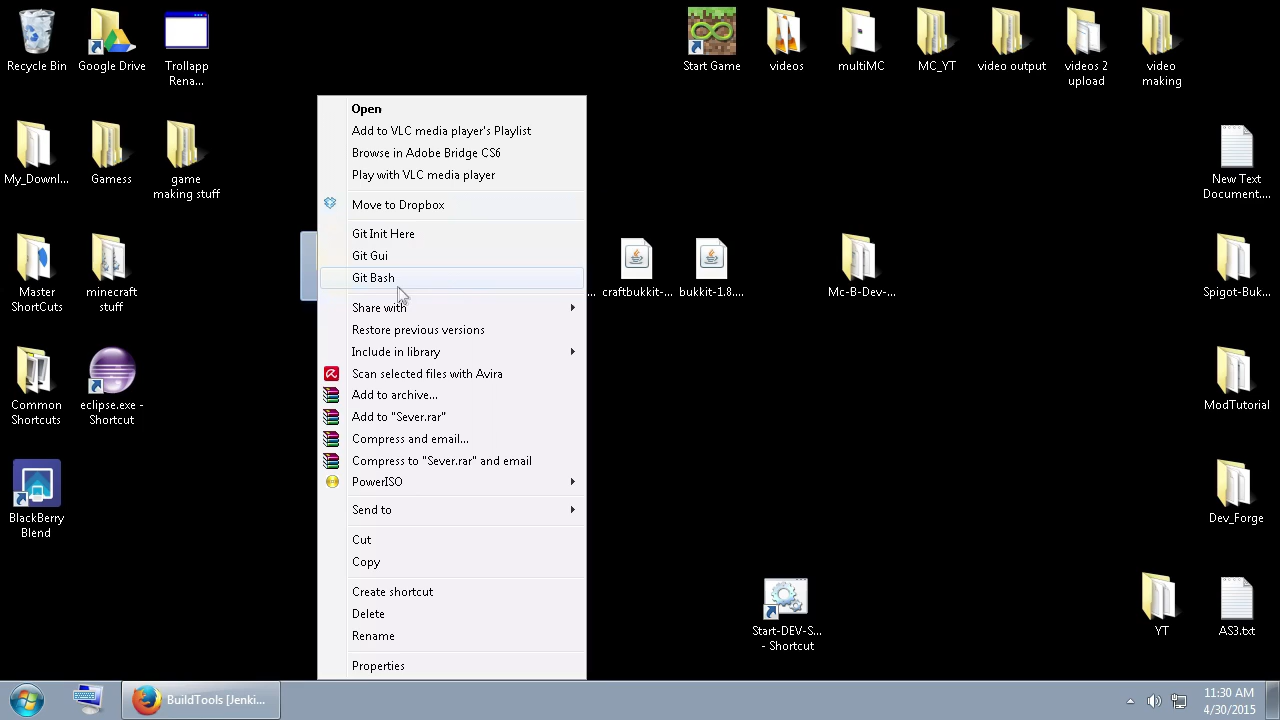 Recycle Bin
Google Drive
Trollapp
Rena...
Start Game
videos
multiMC
MC_YT
video output
videos 2
upload
video
making
My_Downl...
Gamess
game
making stuff
New Text
Document....
Master
ShortCuts
minecraft
stuff
...
craftbukkit-...
bukkit-1.8....
Mc-B-Dev-...
Spigot-Buk...
Common
Shortcuts
eclipse.exe -
Shortcut
ModTutorial
BlackBerry
Blend
Dev_Forge
Start-DEV-S...
- Shortcut
YT
AS3.txt
Open
Add to VLC media player's Playlist
Browse in Adobe Bridge CS6
Play with VLC media player
Move to Dropbox
Git Init Here
Git Gui
Git Bash
Share with
Restore previous versions
Include in library
Scan selected files with Avira
Add to archive...
Add to "Sever.rar"
Compress and email...
Compress to "Sever.rar" and email
PowerISO
Send to
Cut
Copy
Create shortcut
Delete
Rename
Properties
BuildTools [Jenki...
11:30 AM
4/30/2015